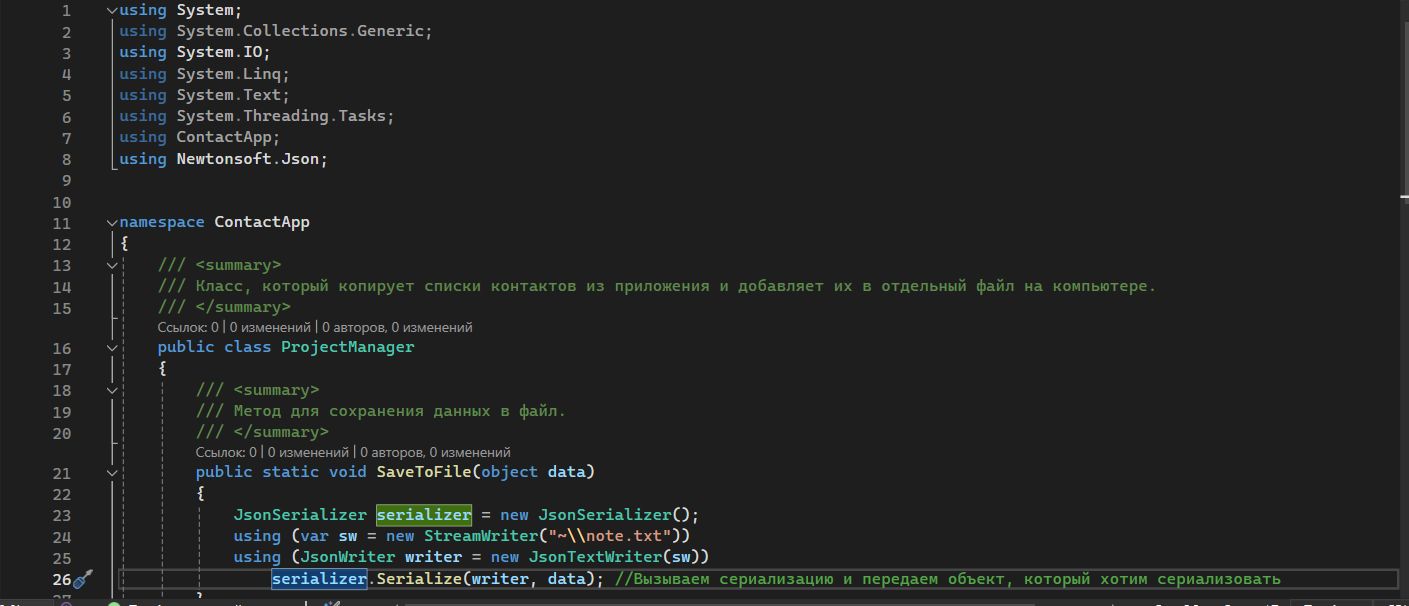 1 using System;
2 using System.Collections.Generic;
3 using System.IO;
4 using System.Linq;
5 using System.Text;
6 using System.Threading.Tasks;
7 using ContactApp;
8 using Newtonsoft.Json;
9
10
11 namespace ContactApp
12 {
13 /// <summary>
14 /// Класс, который копирует списки контактов из приложения и добавляет их в отдельный файл на компьютере.
15 /// </summary>
Ссылок: 0 | 0 изменений | 0 авторов, 0 изменений
16 public class ProjectManager
17 {
18 /// <summary>
19 /// Метод для сохранения данных в файл.
20 /// </summary>
Ссылок: 0 | 0 изменений | 0 авторов, 0 изменений
21 public static void SaveToFile(object data)
22 {
23 JsonSerializer serializer = new JsonSerializer();
24 using (var sw = new StreamWriter("~\\note.txt"))
25 using (JsonWriter writer = new JsonTextWriter(sw))
26 serializer.Serialize(writer, data); //Вызываем сериализацию и передаем объект, который хотим сериализовать